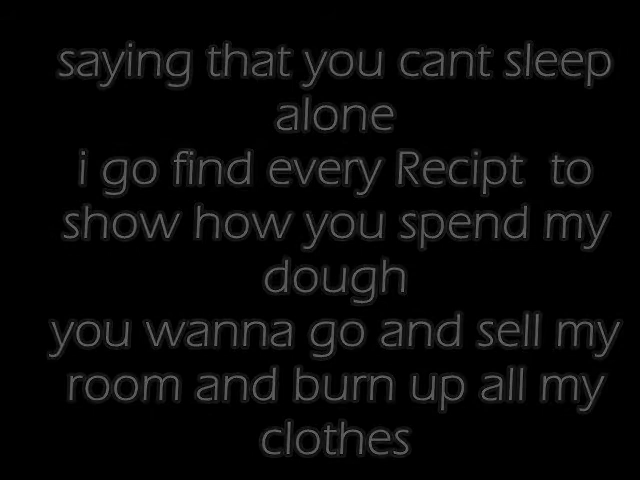 saying that you cant sleep
alone
i go find every Recipt to
show how you spend my
dough
you wanna go and sell my
room and burn up all my
clothes